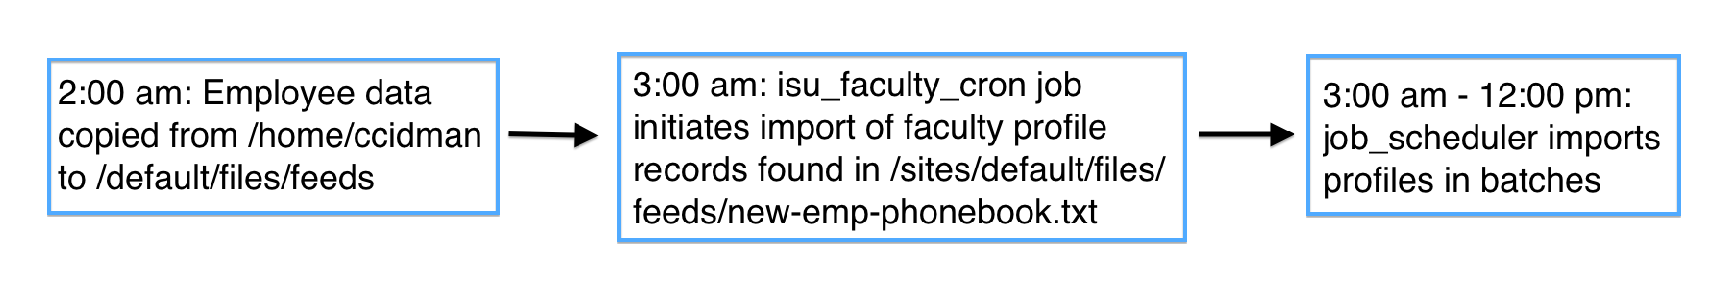 2:00 am: Employee data
copied from /home/ccidman
to /default/files/feeds
3:00 am: isu_faculty_cron job
initiates import of faculty profile
records found in /sites/default/files/
feeds/new-emp-phonebook.txt
3:00 am - 12:00 pm:
job_scheduler imports
profiles in batches